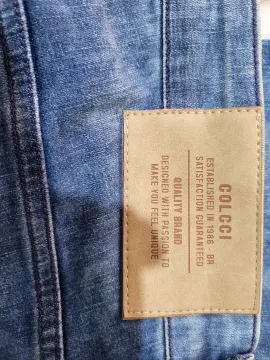 COLCCI
ESTABLISHED IN 1986 - BR
SATISFACTION GUARANTEED
QUALITY BRAND
DESIGNED WITH PASSION TO
MAKE YOU FEEL UNIQUE